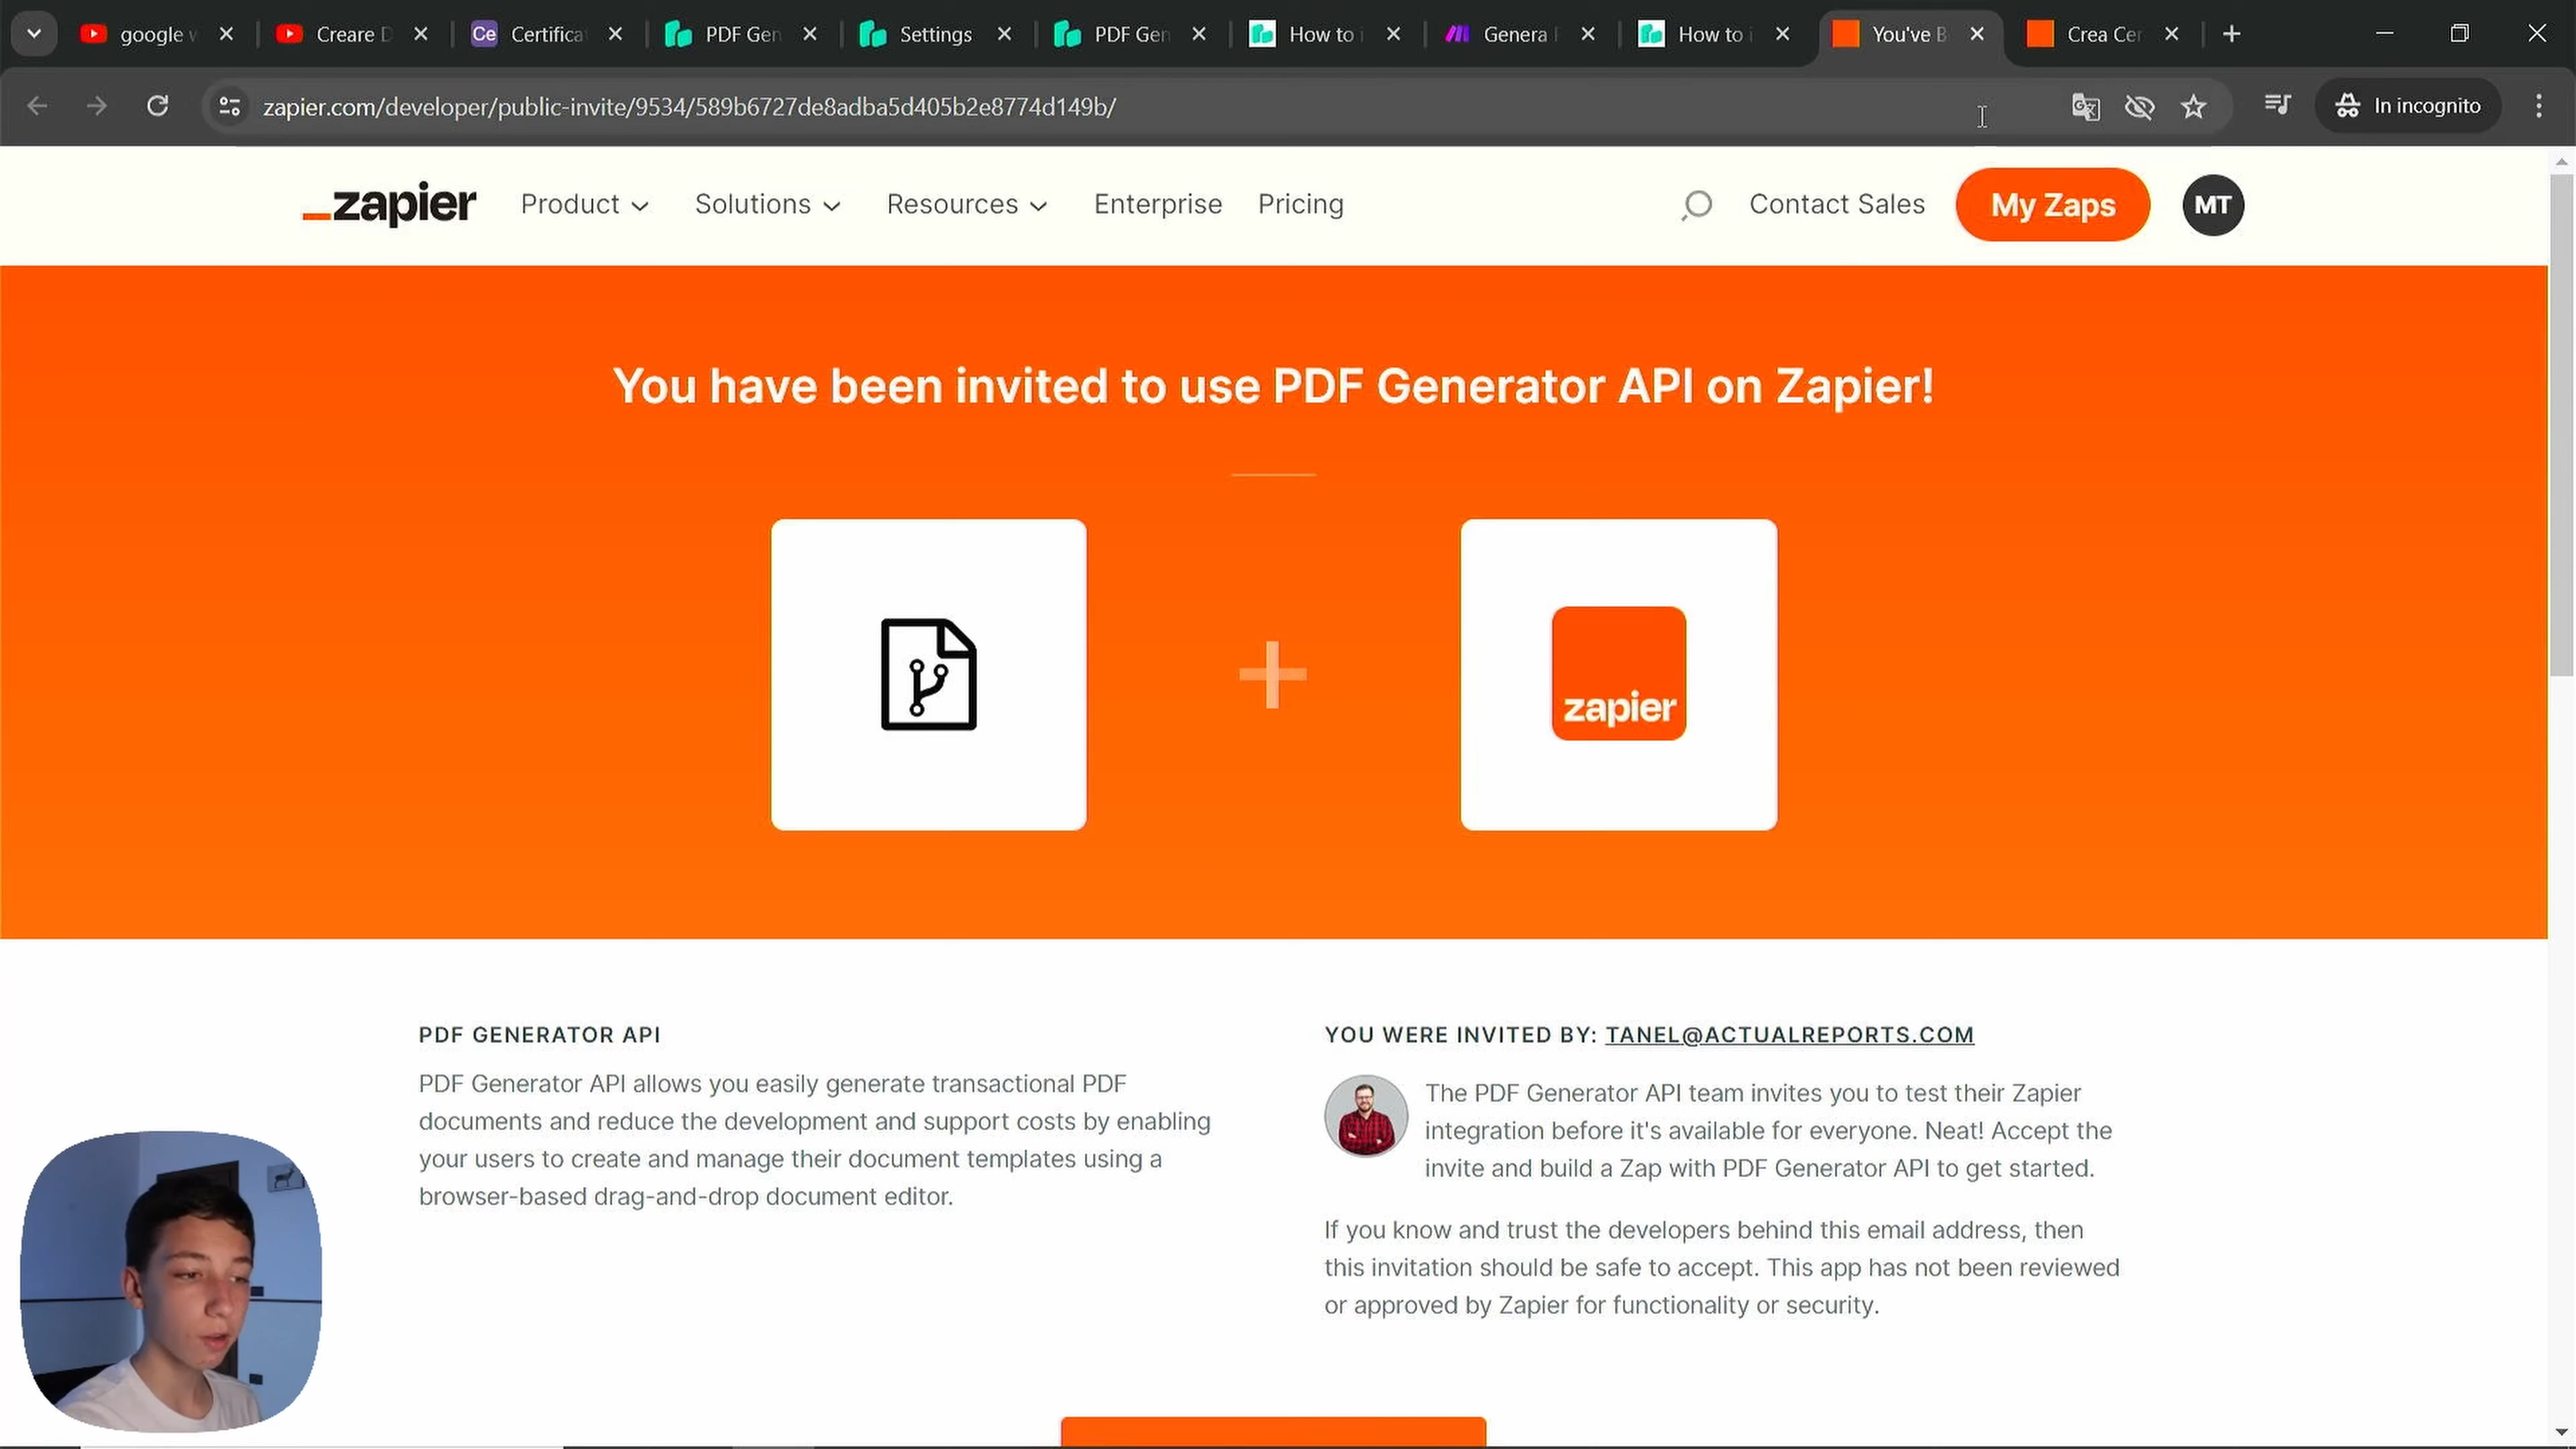 google
Creare D
Ce
Certifica
PDF Gen
Settings
PDF Gen
How to i
Genera
How to i
You've B
Crea Cer
zapier.com/developer/public-invite/9534/589b6727de8adba5d405b2e8774d149b/
In incognito
zapier
Product
Solutions
Resources
Enterprise
Pricing
Contact Sales
My Zaps
MT
You have been invited to use PDF Generator API on Zapier!
zapier
PDF GENERATOR API
PDF Generator API allows you easily generate transactional PDF
documents and reduce the development and support costs by enabling
your users to create and manage their document templates using a
browser-based drag-and-drop document editor.
YOU WERE INVITED BY: TANEL@ACTUALREPORTS.COM
The PDF Generator API team invites you to test their Zapier
integration before it's available for everyone. Neat! Accept the
invite and build a Zap with PDF Generator API to get started.
If you know and trust the developers behind this email address, then
this invitation should be safe to accept. This app has not been reviewed
or approved by Zapier for functionality or security.